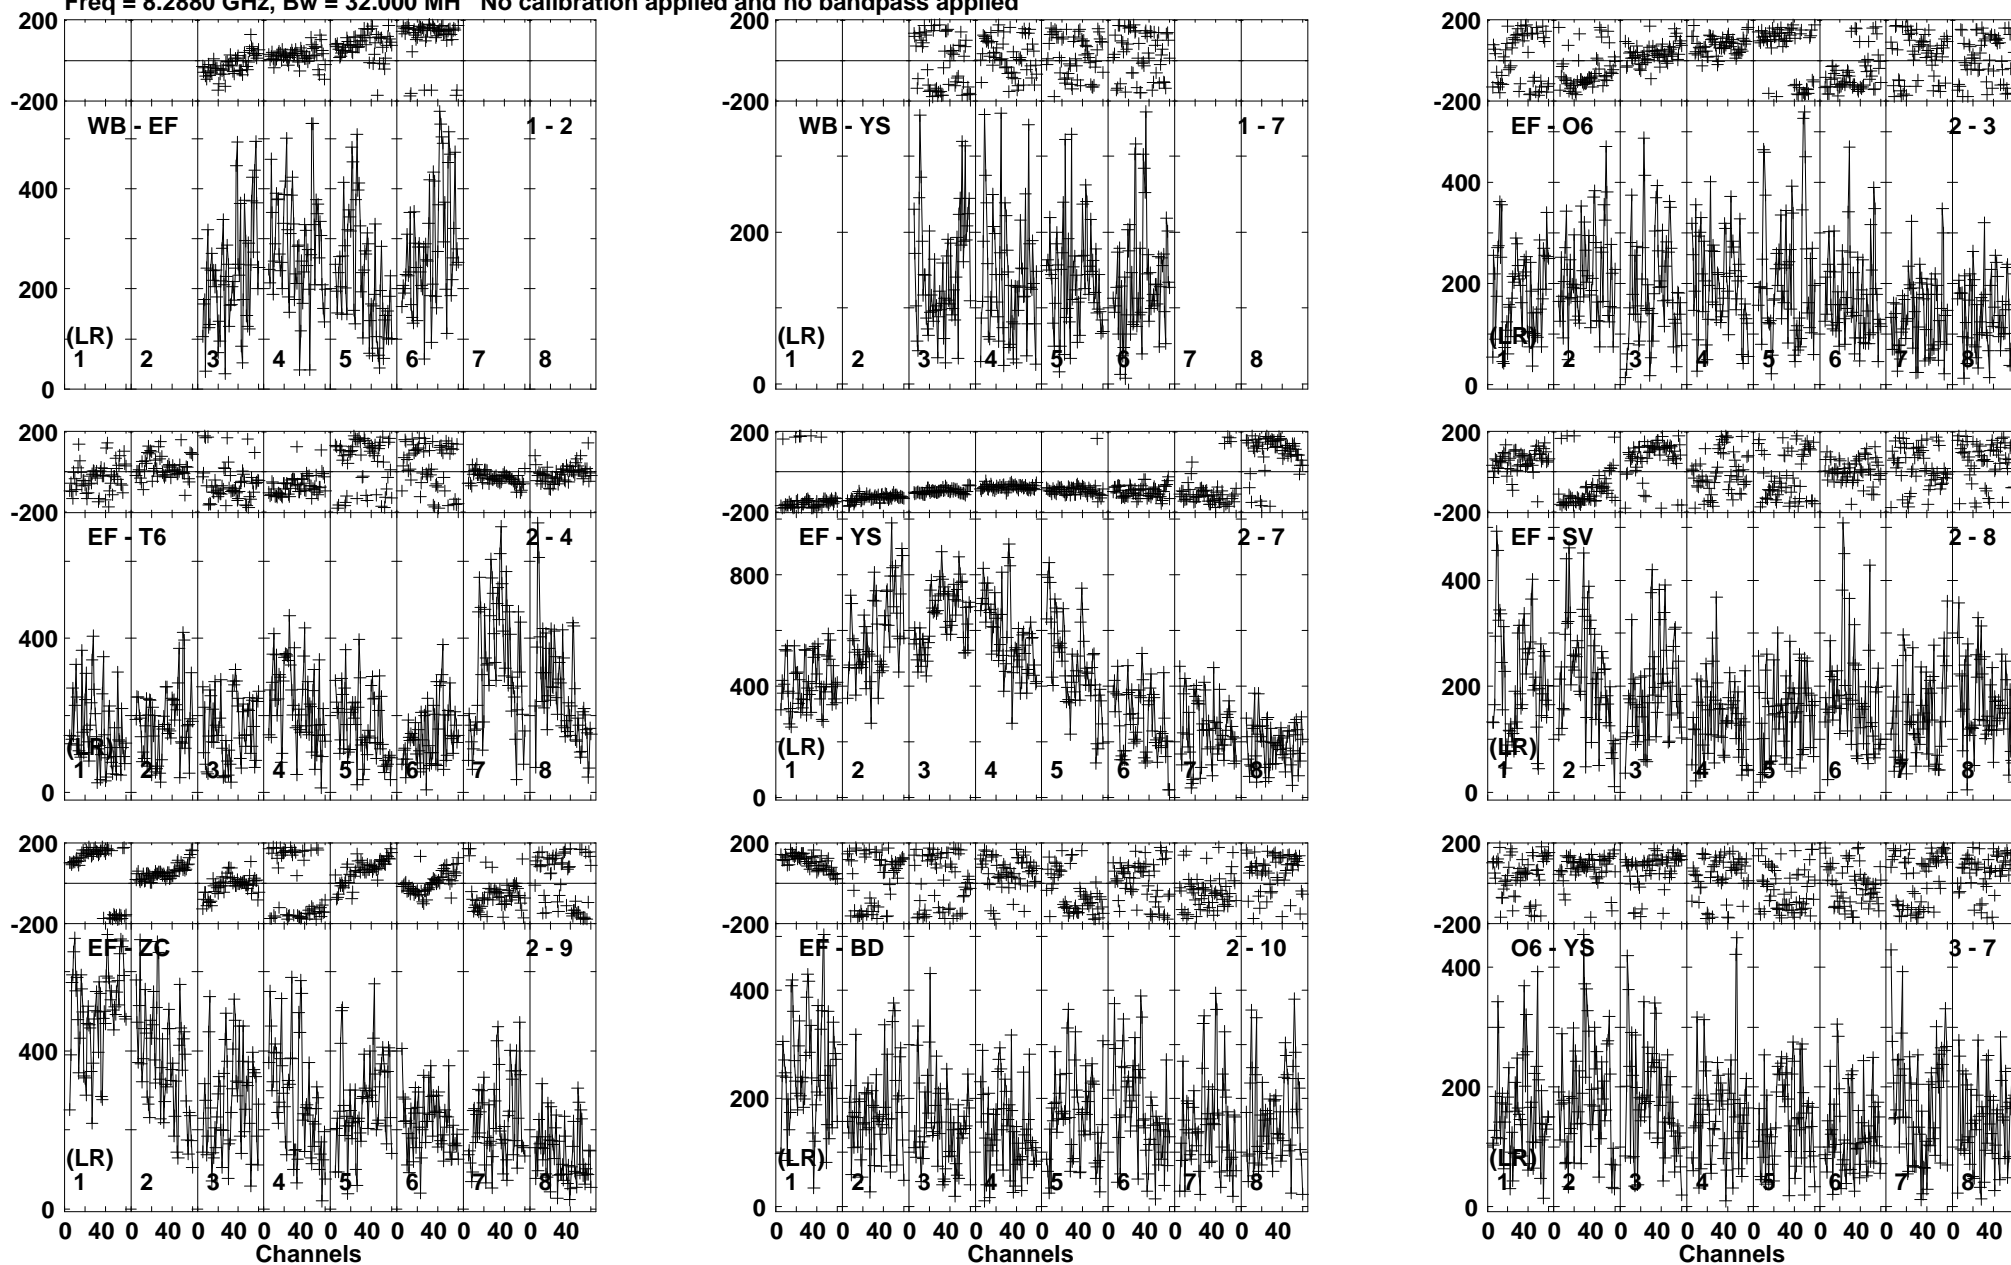 Freq = 8.2880 GHz, Bw = 32.000 MH   No calibration applied and no bandpass applied
200
-200
WB - EF 1 - 2
400
200
0
(LR)
1 2 3 4 5 6 7 8
200
-200
WB - YS 1 - 7
200
0
(LR)
1 2 3 4 5 6 7 8
200
-200
EF - O6 2 - 3
400
200
0
(LR)
1 2 3 4 5 6 7 8
200
-200
EF - T6 2 - 4
400
0
(LR)
1 2 3 4 5 6 7 8
200
-200
EF - YS 2 - 7
800
400
0
(LR)
1 2 3 4 5 6 7 8
200
-200
EF - SV 2 - 8
400
200
0
(LR)
1 2 3 4 5 6 7 8
200
-200
EF - ZC 2 - 9
400
0
(LR)
1 2 3 4 5 6 7 8
0 40 0 40 0 40 0 40 0 40 0 40 0 40 0 40
Channels
200
-200
EF - BD 2 - 10
400
200
0
(LR)
1 2 3 4 5 6 7 8
0 40 0 40 0 40 0 40 0 40 0 40 0 40 0 40
Channels
200
-200
O6 - YS 3 - 7
400
200
0
(LR)
1 2 3 4 5 6 7 8
0 40 0 40 0 40 0 40 0 40 0 40 0 40 0 40
Channels